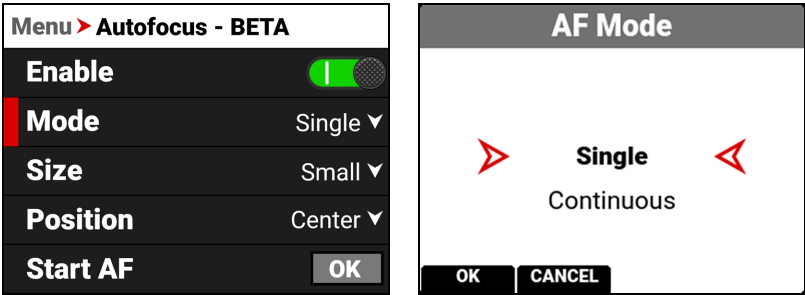 Menu Autofocus - BETA
Enable
Mode Single
Size Small
Position Center
Start AF OK
AF Mode
Single
Continuous
OK CANCEL